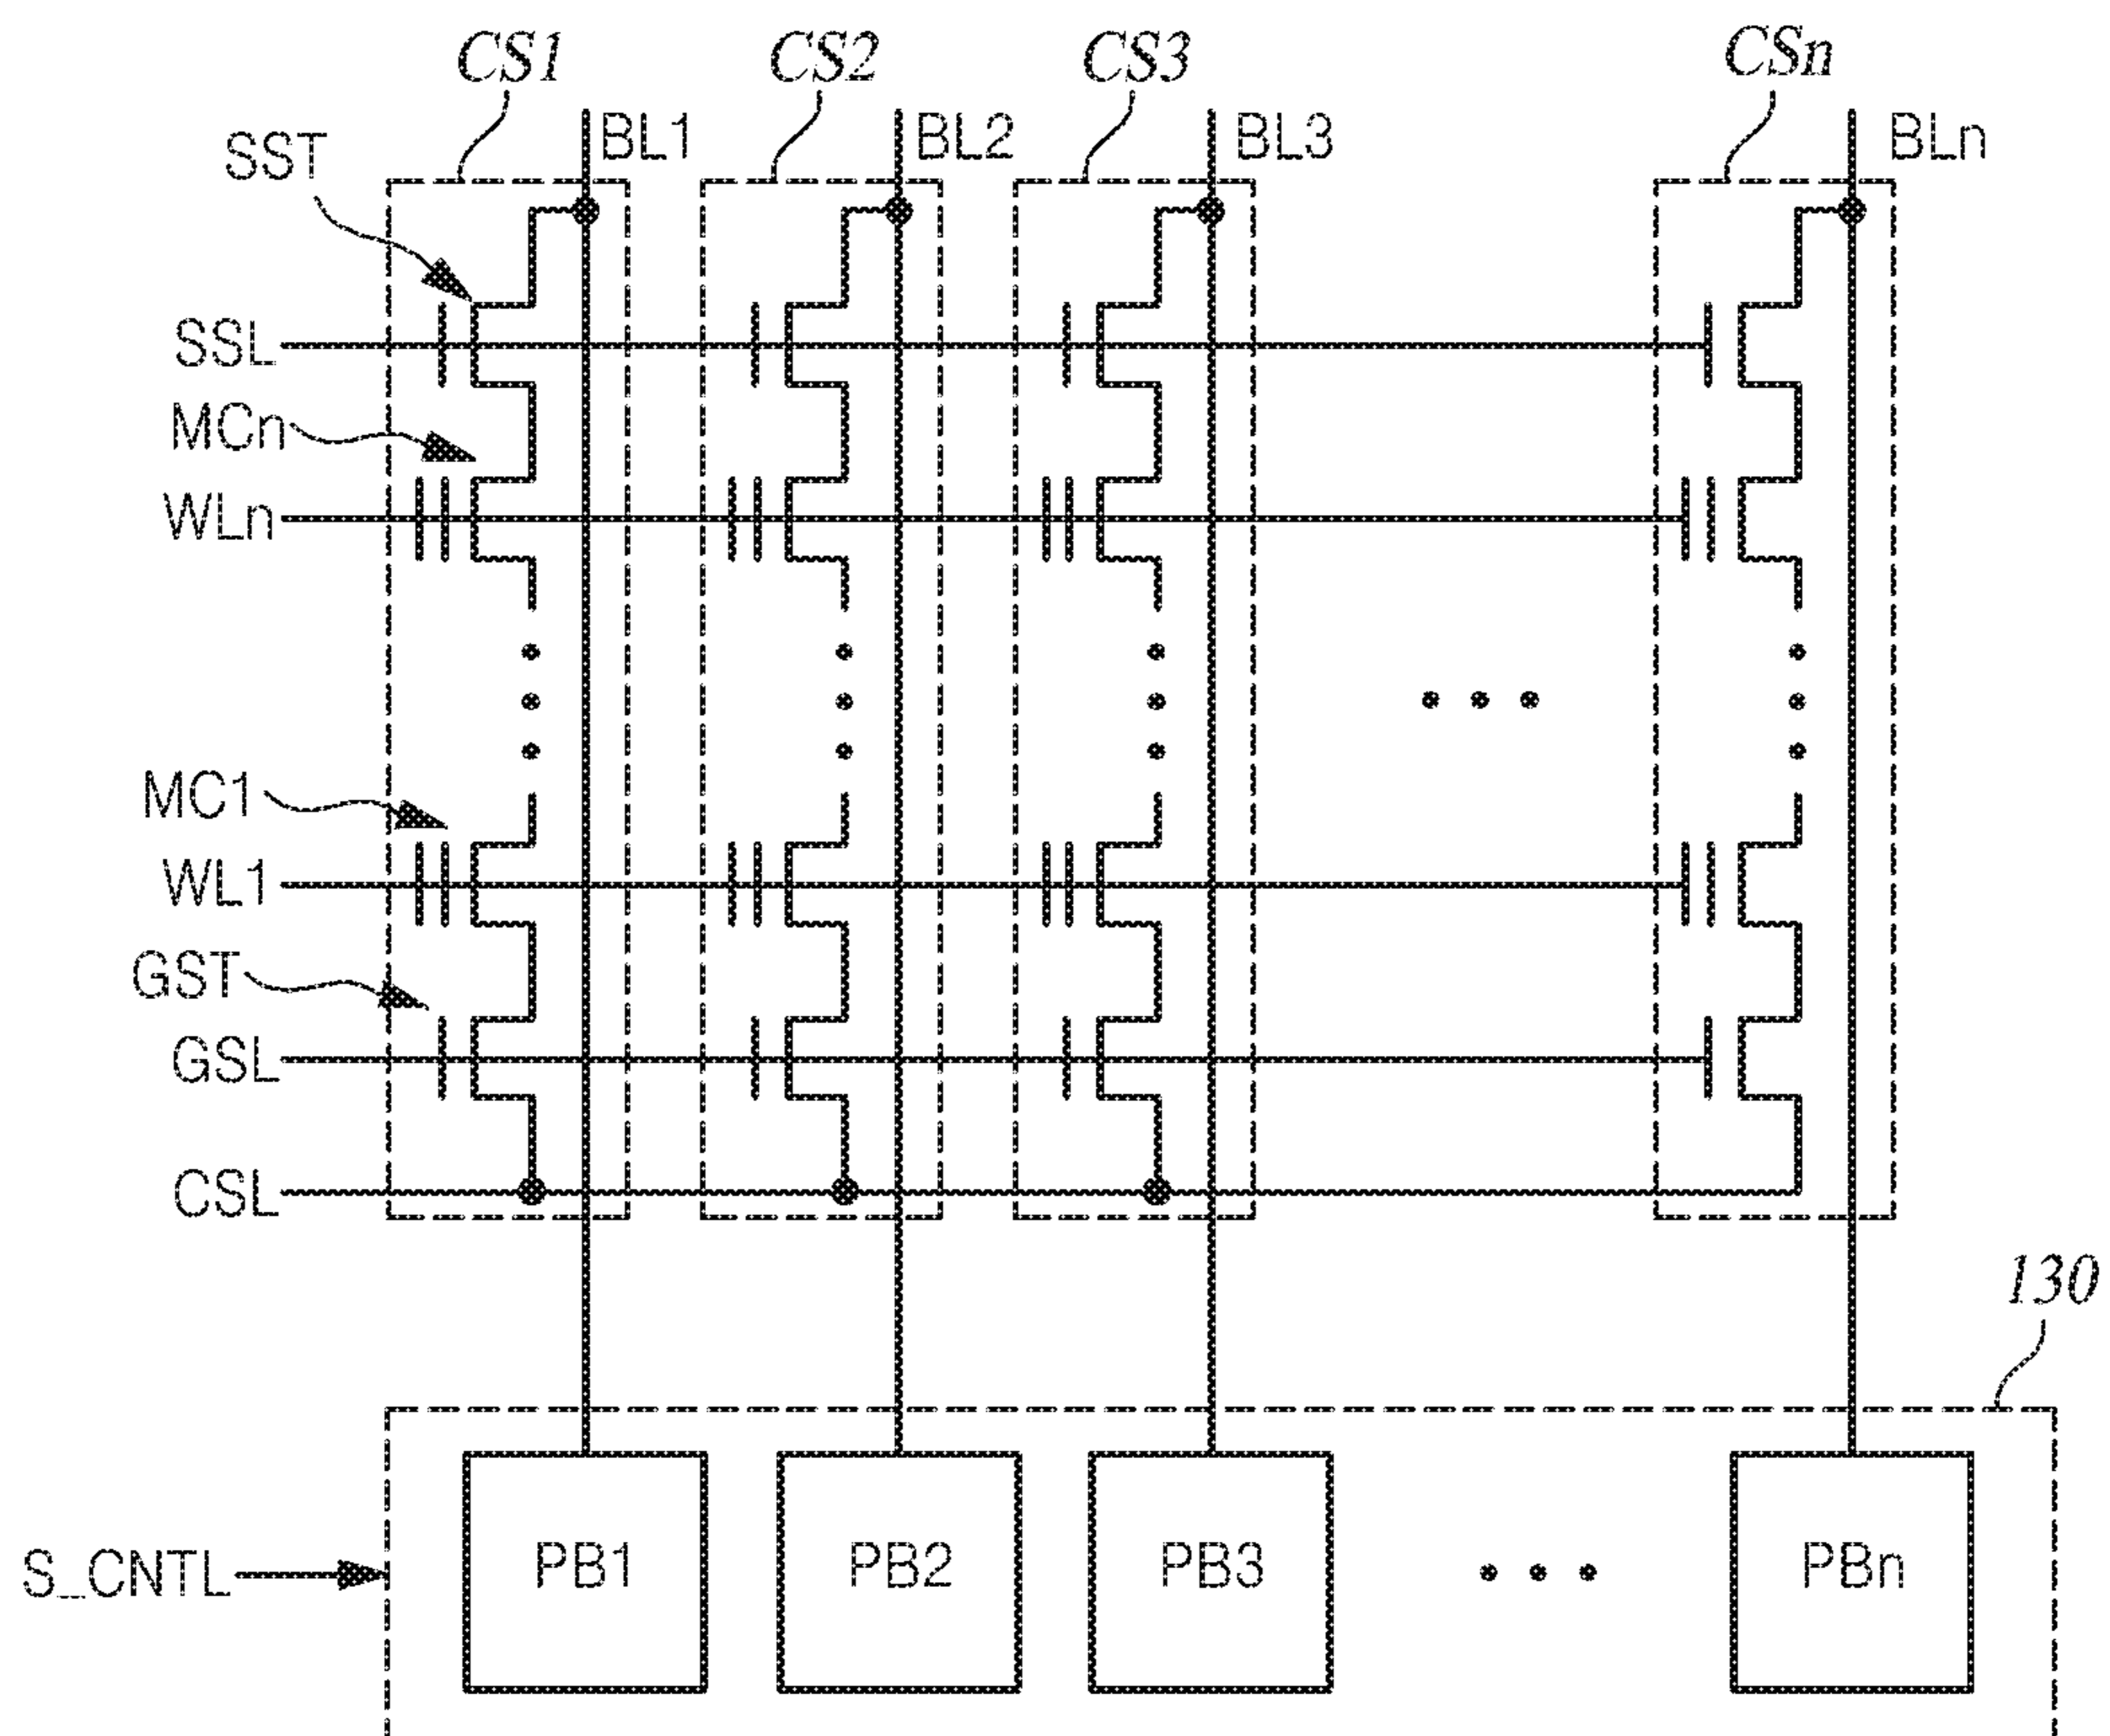 CS1 CS2 CS3 CSn
BL1 BL2 BL3 BLn
SST
SSL
MCn
WLn
MC1
WL1
GST
GSL
CSL
130
S_CNTL PB1 PB2 PB3 PBn